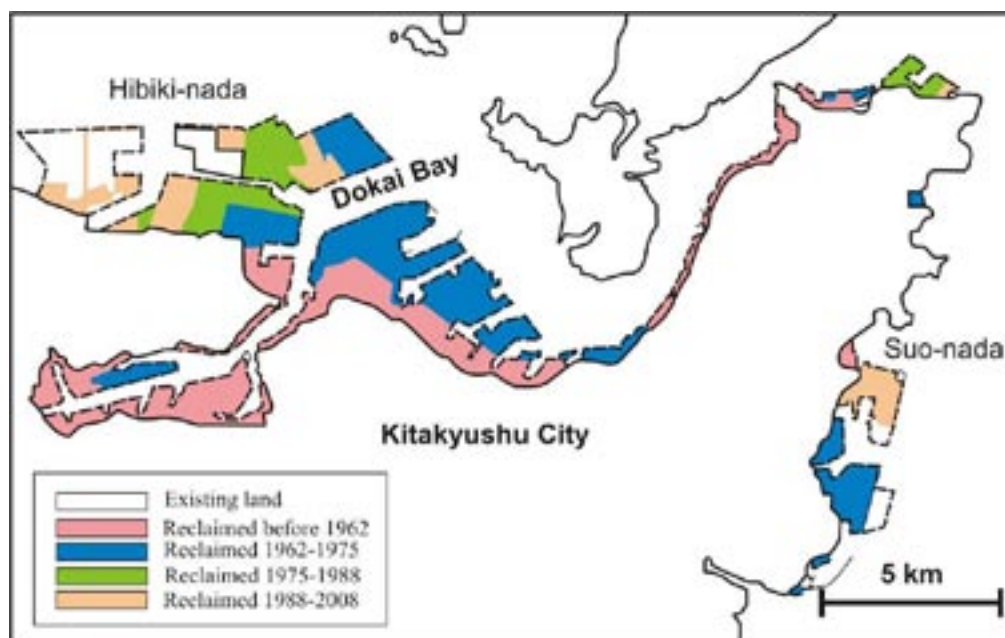 Hibiki-nada
Dokai Bay
Suo-nada
Kitakyushu City
Existing land
Reclaimed before 1962
Reclaimed 1962-1975
Reclaimed 1975-1988
Reclaimed 1988-2008
5 km